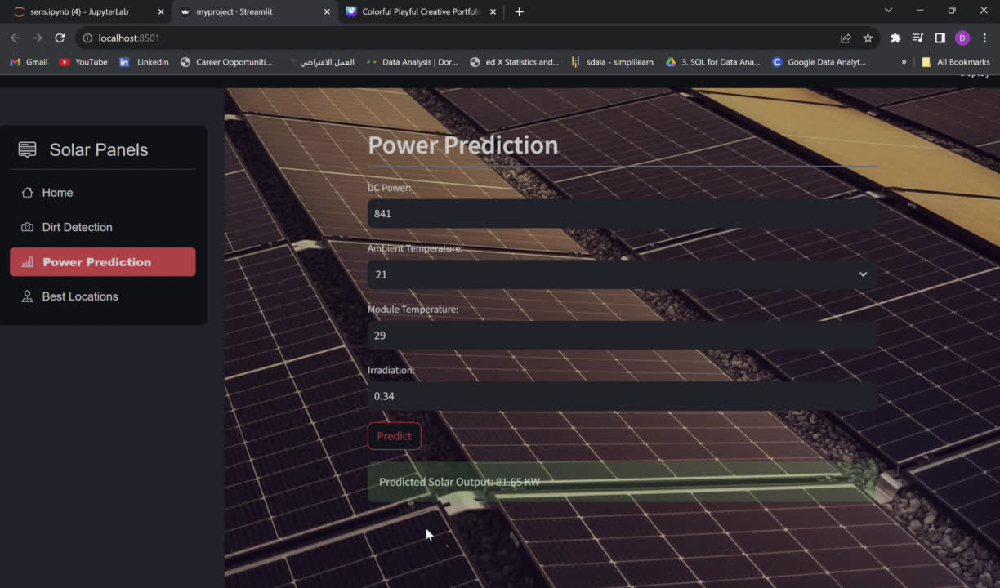 sens.ipynb (4) - JupyterLab
myproject · Streamlit
Colorful Playful Creative Portfoli
localhost:8501
D
Gmail
YouTube
LinkedIn
Career Opportuniti...
العمل الافتراضي
Data Analysis | Dor...
ed X Statistics and...
sdaia - simplilearn
3. SQL for Data Ana...
Google Data Analyt...
»
All Bookmarks
Deploy
Solar Panels
Home
Dirt Detection
Power Prediction
Best Locations
Power Prediction
DC Power:
841
Ambient Temperature:
21
Module Temperature:
29
Irradiation:
0.34
Predict
Predicted Solar Output: 81.65 KW